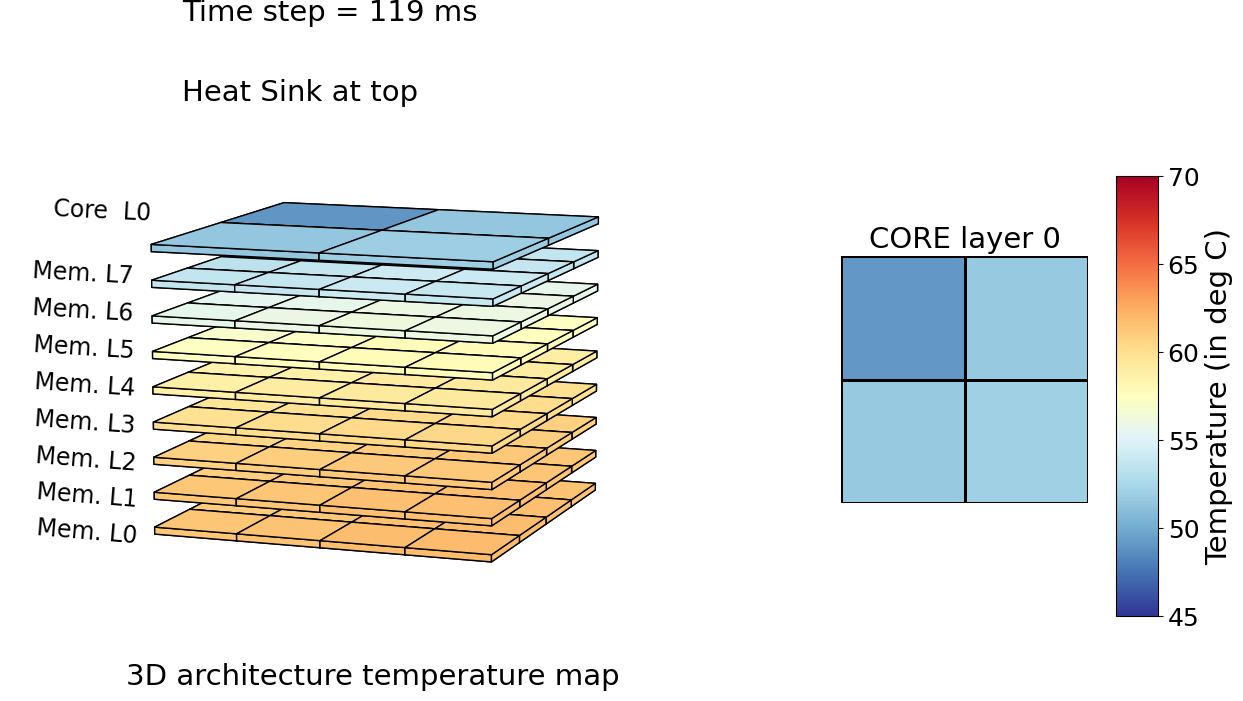 Time step = 119 ms
Heat Sink at top
Core  L0
Mem. L7
Mem. L6
Mem. L5
Mem. L4
Mem. L3
Mem. L2
Mem. L1
Mem. L0
3D architecture temperature map
CORE layer 0
70
65
60
55
50
45
Temperature (in deg C)